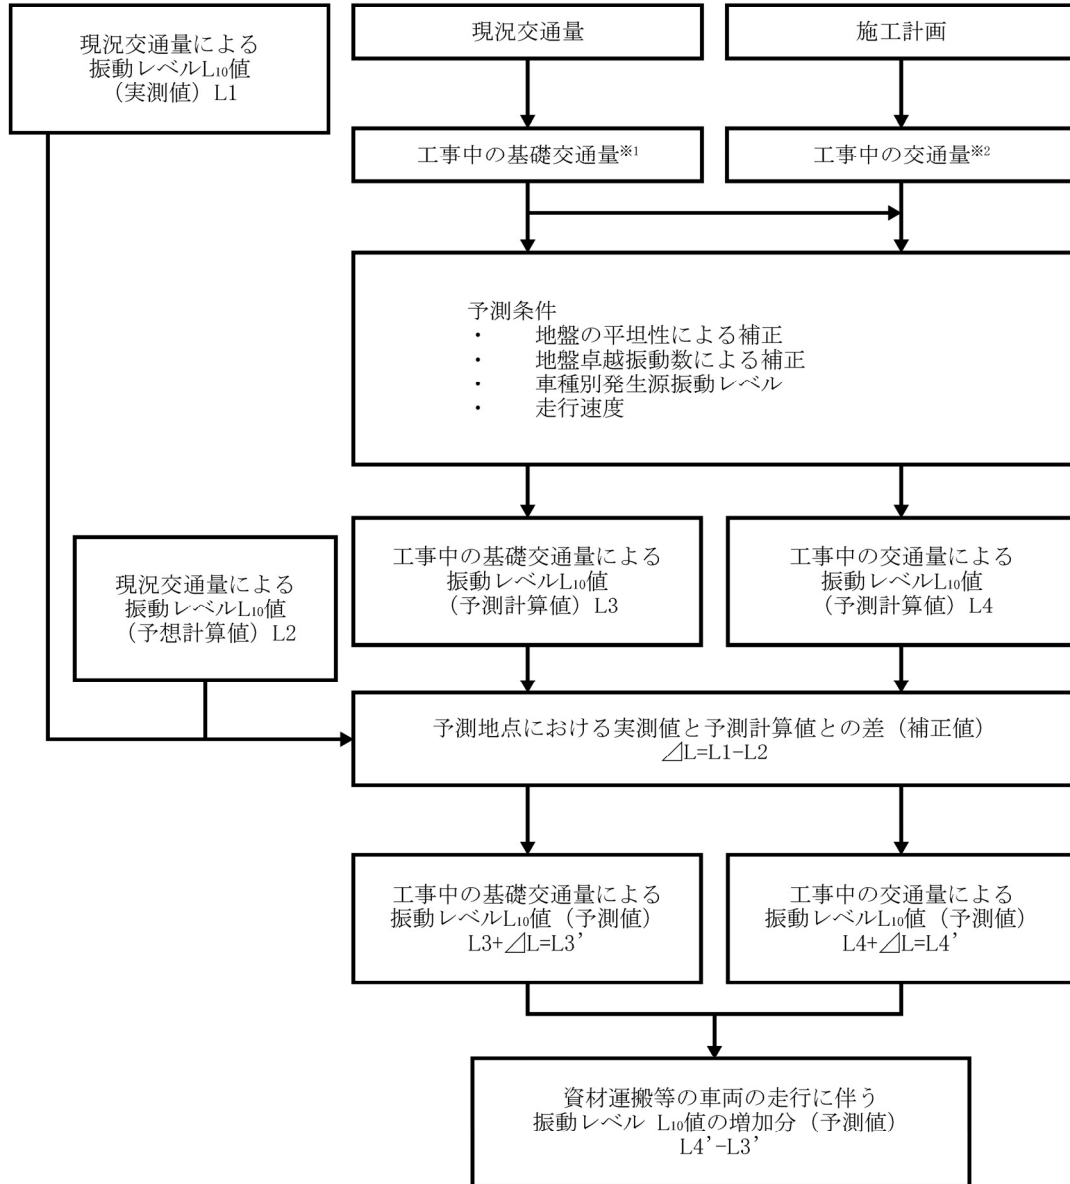 現況交通量による
振動レベルL₁₀値
（実測値）L1
現況交通量
施工計画
工事中の基礎交通量※1
工事中の交通量※2
予測条件
・ 地盤の平坦性による補正
・ 地盤卓越振動数による補正
・ 車種別発生源振動レベル
・ 走行速度
現況交通量による
振動レベルL₁₀値
（予想計算値）L2
工事中の基礎交通量による
振動レベルL₁₀値
（予測計算値）L3
工事中の交通量による
振動レベルL₁₀値
（予測計算値）L4
予測地点における実測値と予測計算値との差（補正値）
⊿L=L1-L2
工事中の基礎交通量による
振動レベルL₁₀値（予測値）
L3+⊿L=L3’
工事中の交通量による
振動レベルL₁₀値（予測値）
L4+⊿L=L4’
資材運搬等の車両の走行に伴う
振動レベル L₁₀値の増加分（予測値）
L4’-L3’